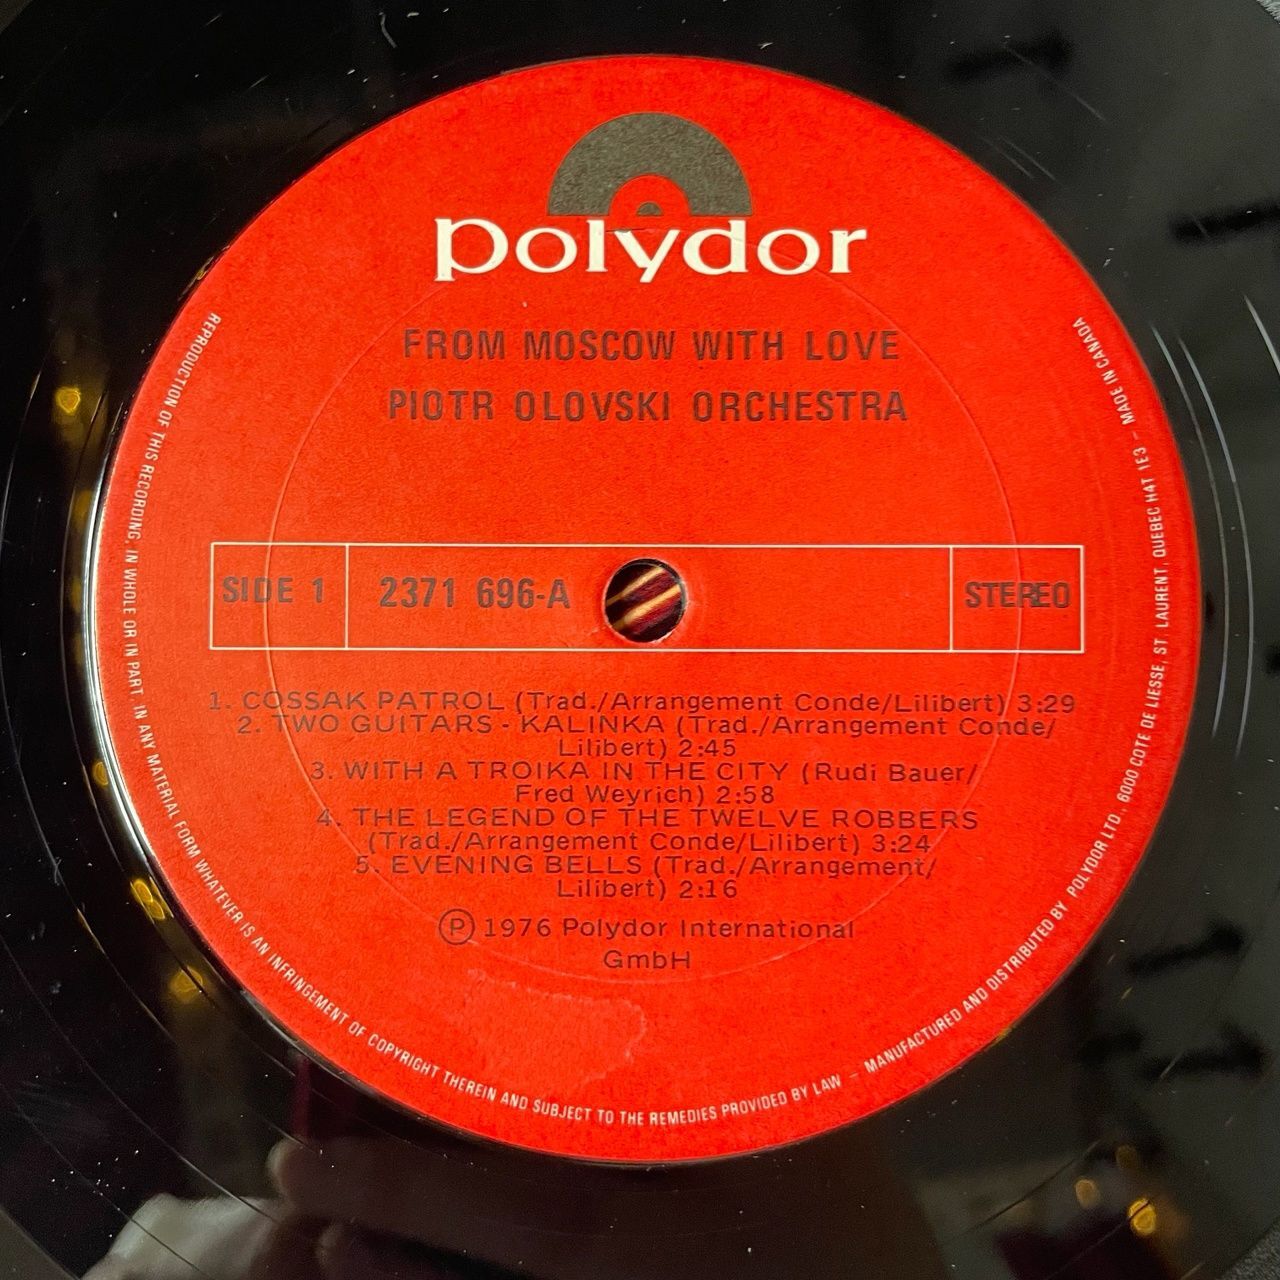 polydor
FROM MOSCOW WITH LOVE
PIOTR OLOVSKI ORCHESTRA
SIDE 1 2371 696-A STEREO
1. COSSAK PATROL (Trad./Arrangement Conde/Lilibert) 3:29
2. TWO GUITARS - KALINKA (Trad./Arrangement Conde/
Lilibert) 2:45
3. WITH A TROIKA IN THE CITY (Rudi Bauer/
Fred Weyrich) 2:58
4. THE LEGEND OF THE TWELVE ROBBERS
(Trad./Arrangement Conde/Lilibert) 3:24
5. EVENING BELLS (Trad./Arrangement/
Lilibert) 2:16
℗ 1976 Polydor International
GmbH
REPRODUCTION OF THIS RECORDING, IN WHOLE OR IN PART, IN ANY MATERIAL FORM WHATEVER IS AN INFRINGEMENT OF COPYRIGHT THEREIN AND SUBJECT TO THE REMEDIES PROVIDED BY LAW – MANUFACTURED AND DISTRIBUTED BY POLYDOR LTD., 6000 COTE DE LIESSE, ST. LAURENT, QUEBEC H4T 1E3 – MADE IN CANADA